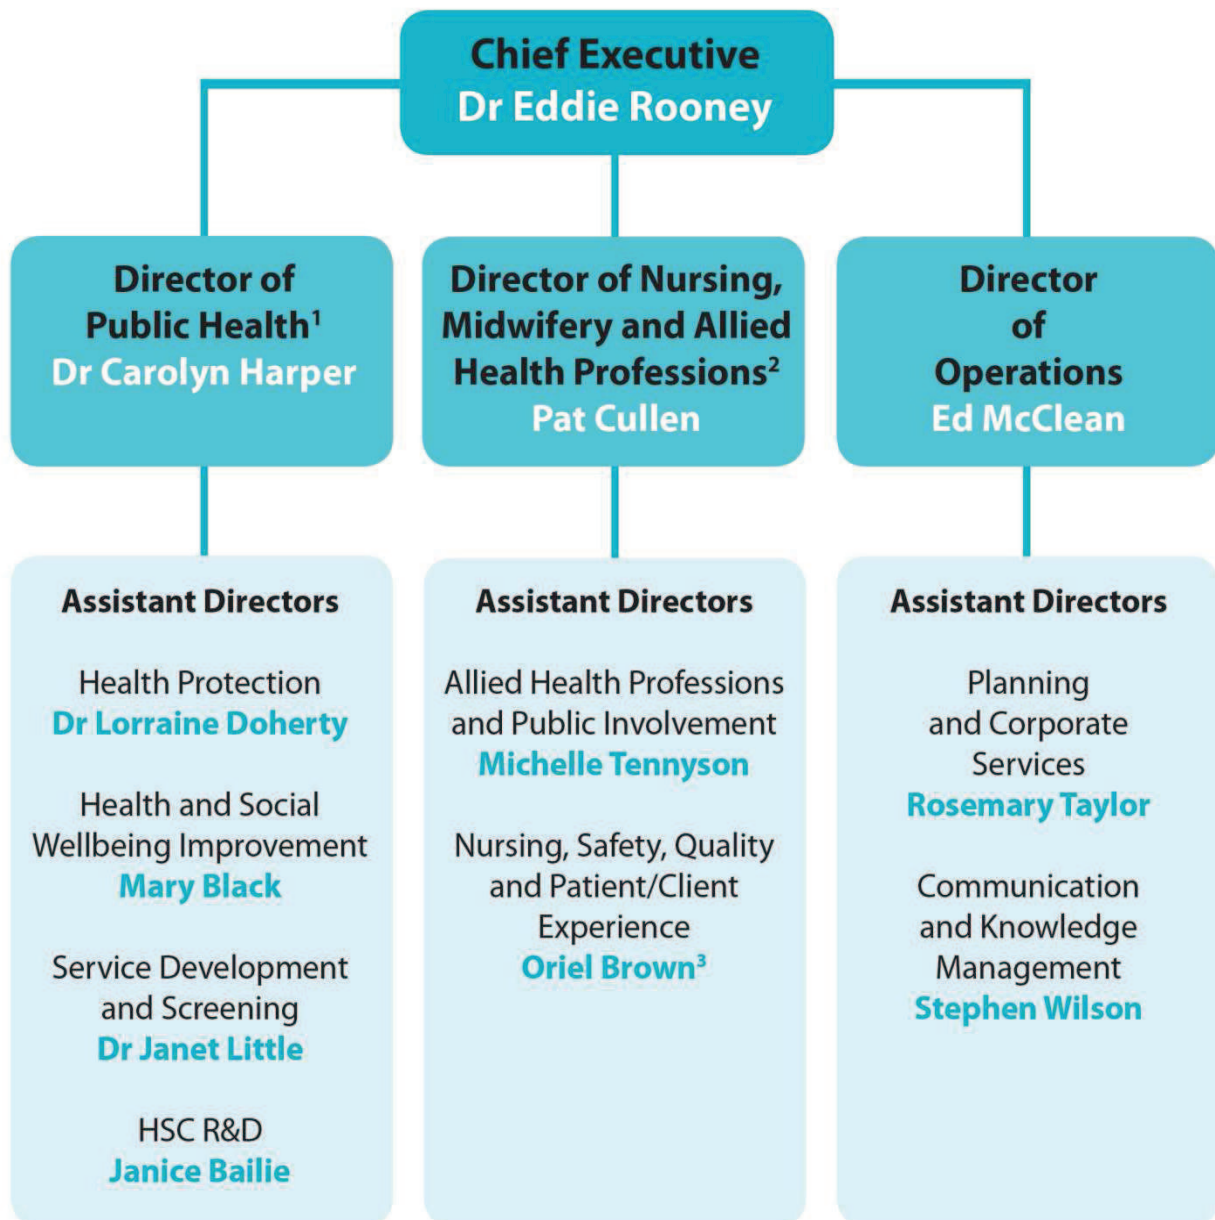 Chief Executive
Dr Eddie Rooney
Director of
Public Health¹
Dr Carolyn Harper
Director of Nursing,
Midwifery and Allied
Health Professions²
Pat Cullen
Director
of
Operations
Ed McClean
Assistant Directors
Health Protection
Dr Lorraine Doherty
Health and Social
Wellbeing Improvement
Mary Black
Service Development
and Screening
Dr Janet Little
HSC R&D
Janice Bailie
Assistant Directors
Allied Health Professions
and Public Involvement
Michelle Tennyson
Nursing, Safety, Quality
and Patient/Client
Experience
Oriel Brown³
Assistant Directors
Planning
and Corporate
Services
Rosemary Taylor
Communication
and Knowledge
Management
Stephen Wilson